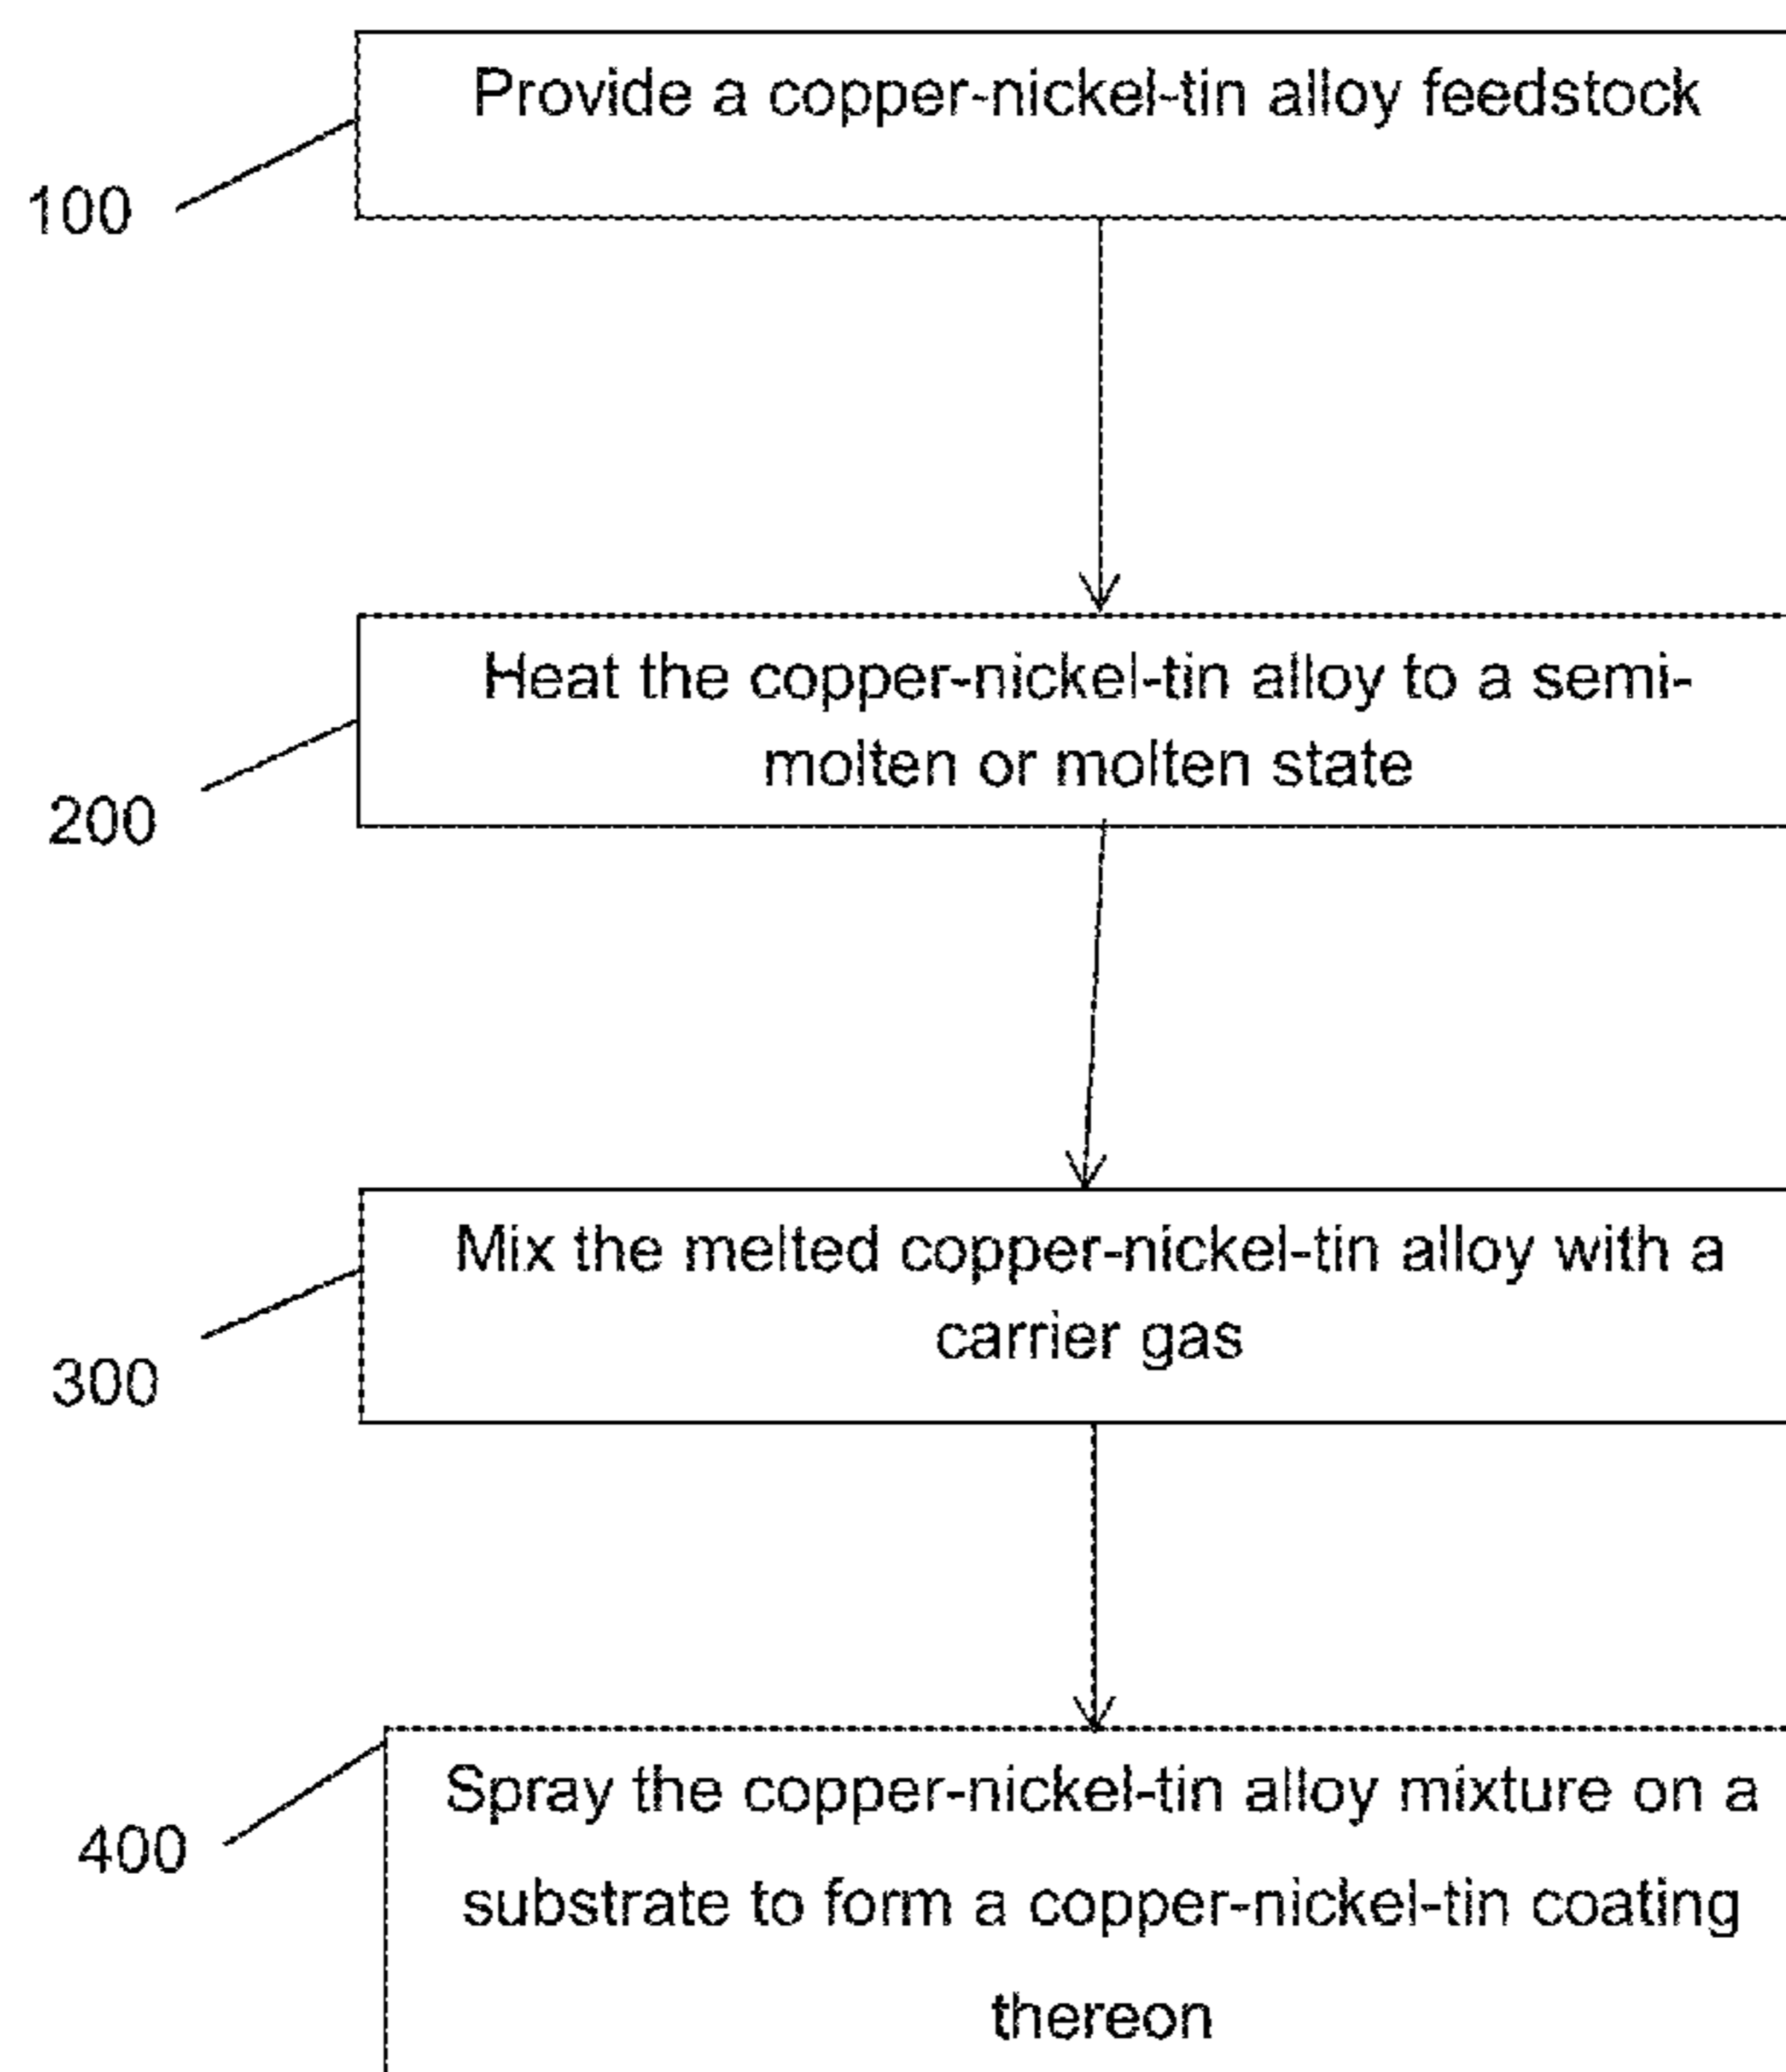 Provide a copper-nickel-tin alloy feedstock
100
Heat the copper-nickel-tin alloy to a semi-
molten or molten state
200
Mix the melted copper-nickel-tin alloy with a
carrier gas
300
Spray the copper-nickel-tin alloy mixture on a
400
substrate to form a copper-nickel-tin coating
thereon